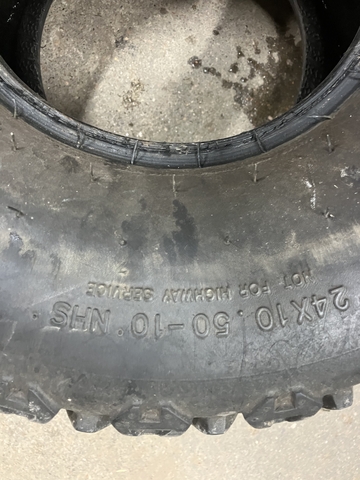 24X10.50-10 NHS.
NOT FOR HIGHWAY
SERVICE